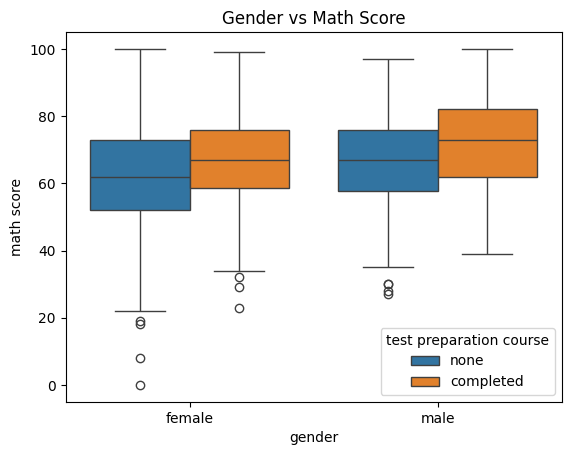 Gender vs Math Score
100
80
60
40
20
0
math score
female
male
gender
test preparation course
none
completed